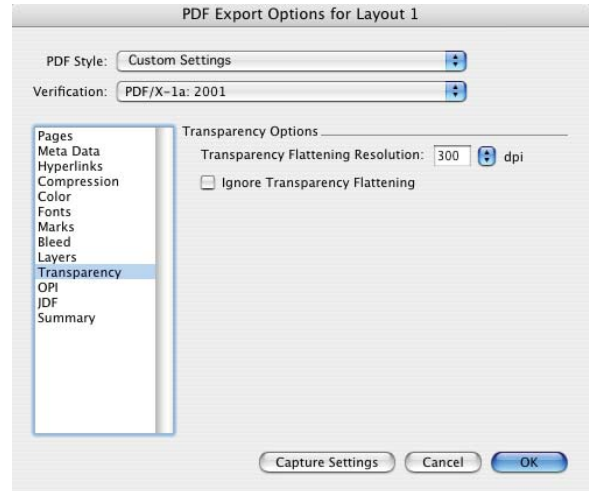 PDF Export Options for Layout 1
PDF Style: Custom Settings
Verification: PDF/X-1a: 2001
Pages
Meta Data
Hyperlinks
Compression
Color
Fonts
Marks
Bleed
Layers
Transparency
OPI
JDF
Summary
Transparency Options
Transparency Flattening Resolution: 300 dpi
Ignore Transparency Flattening
Capture Settings Cancel OK